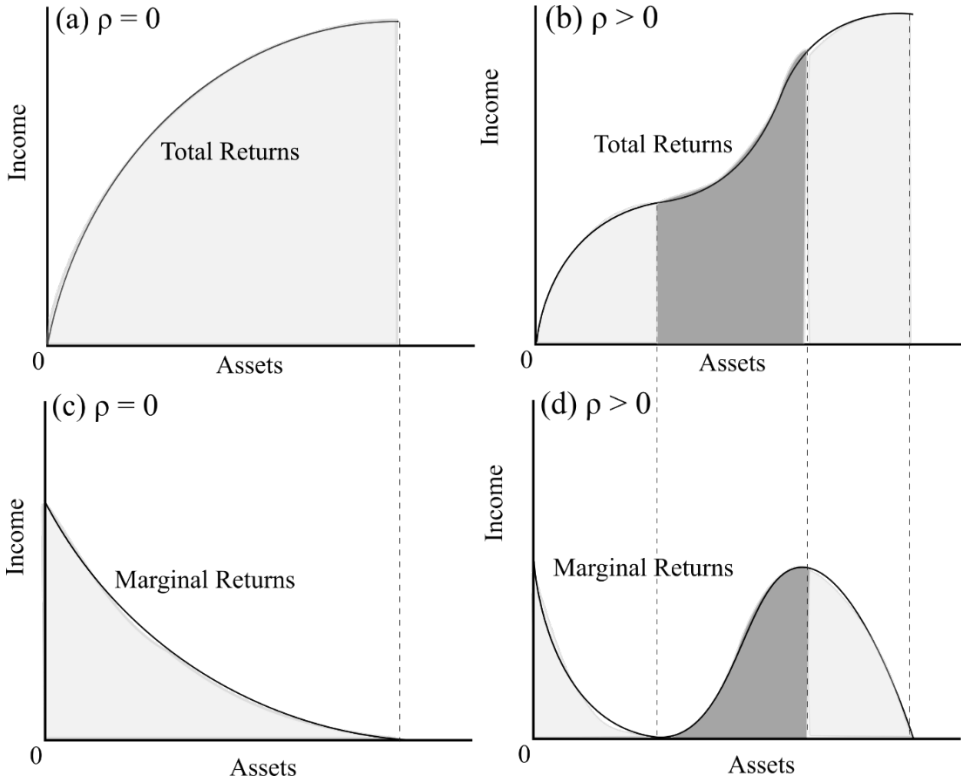 (a) ρ = 0
Income
Total Returns
0
Assets
(b) ρ > 0
Income
Total Returns
0
Assets
(c) ρ = 0
Income
Marginal Returns
0
Assets
(d) ρ > 0
Income
Marginal Returns
0
Assets